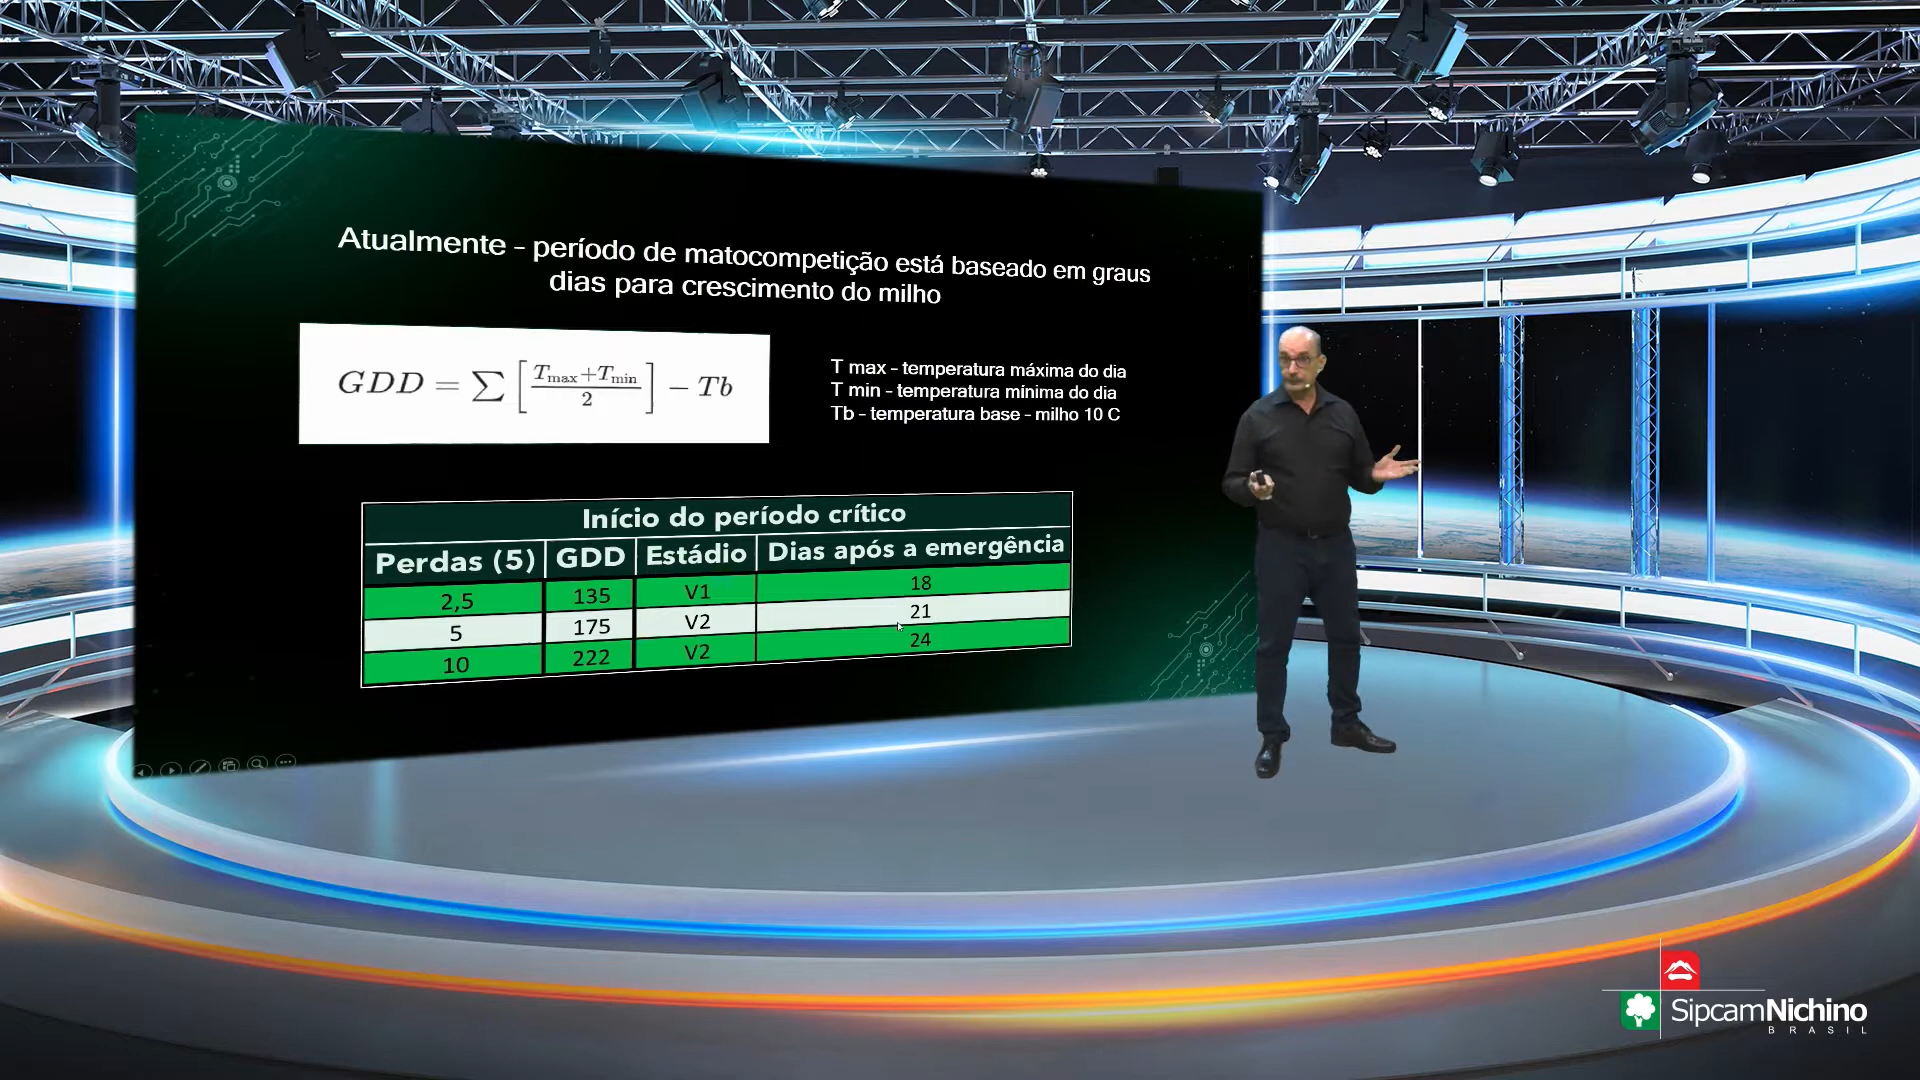 Atualmente – período de matocompetição está baseado em graus
dias para crescimento do milho
GDD = ∑ [ (Tmax+Tmin)/2 ] − Tb
T max – temperatura máxima do dia
T min – temperatura mínima do dia
Tb – temperatura base – milho 10 C
Início do período crítico
Perdas (5) GDD Estádio Dias após a emergência
2,5 135 V1 18
5 175 V2 21
10 222 V2 24
SipcamNichino
BRASIL